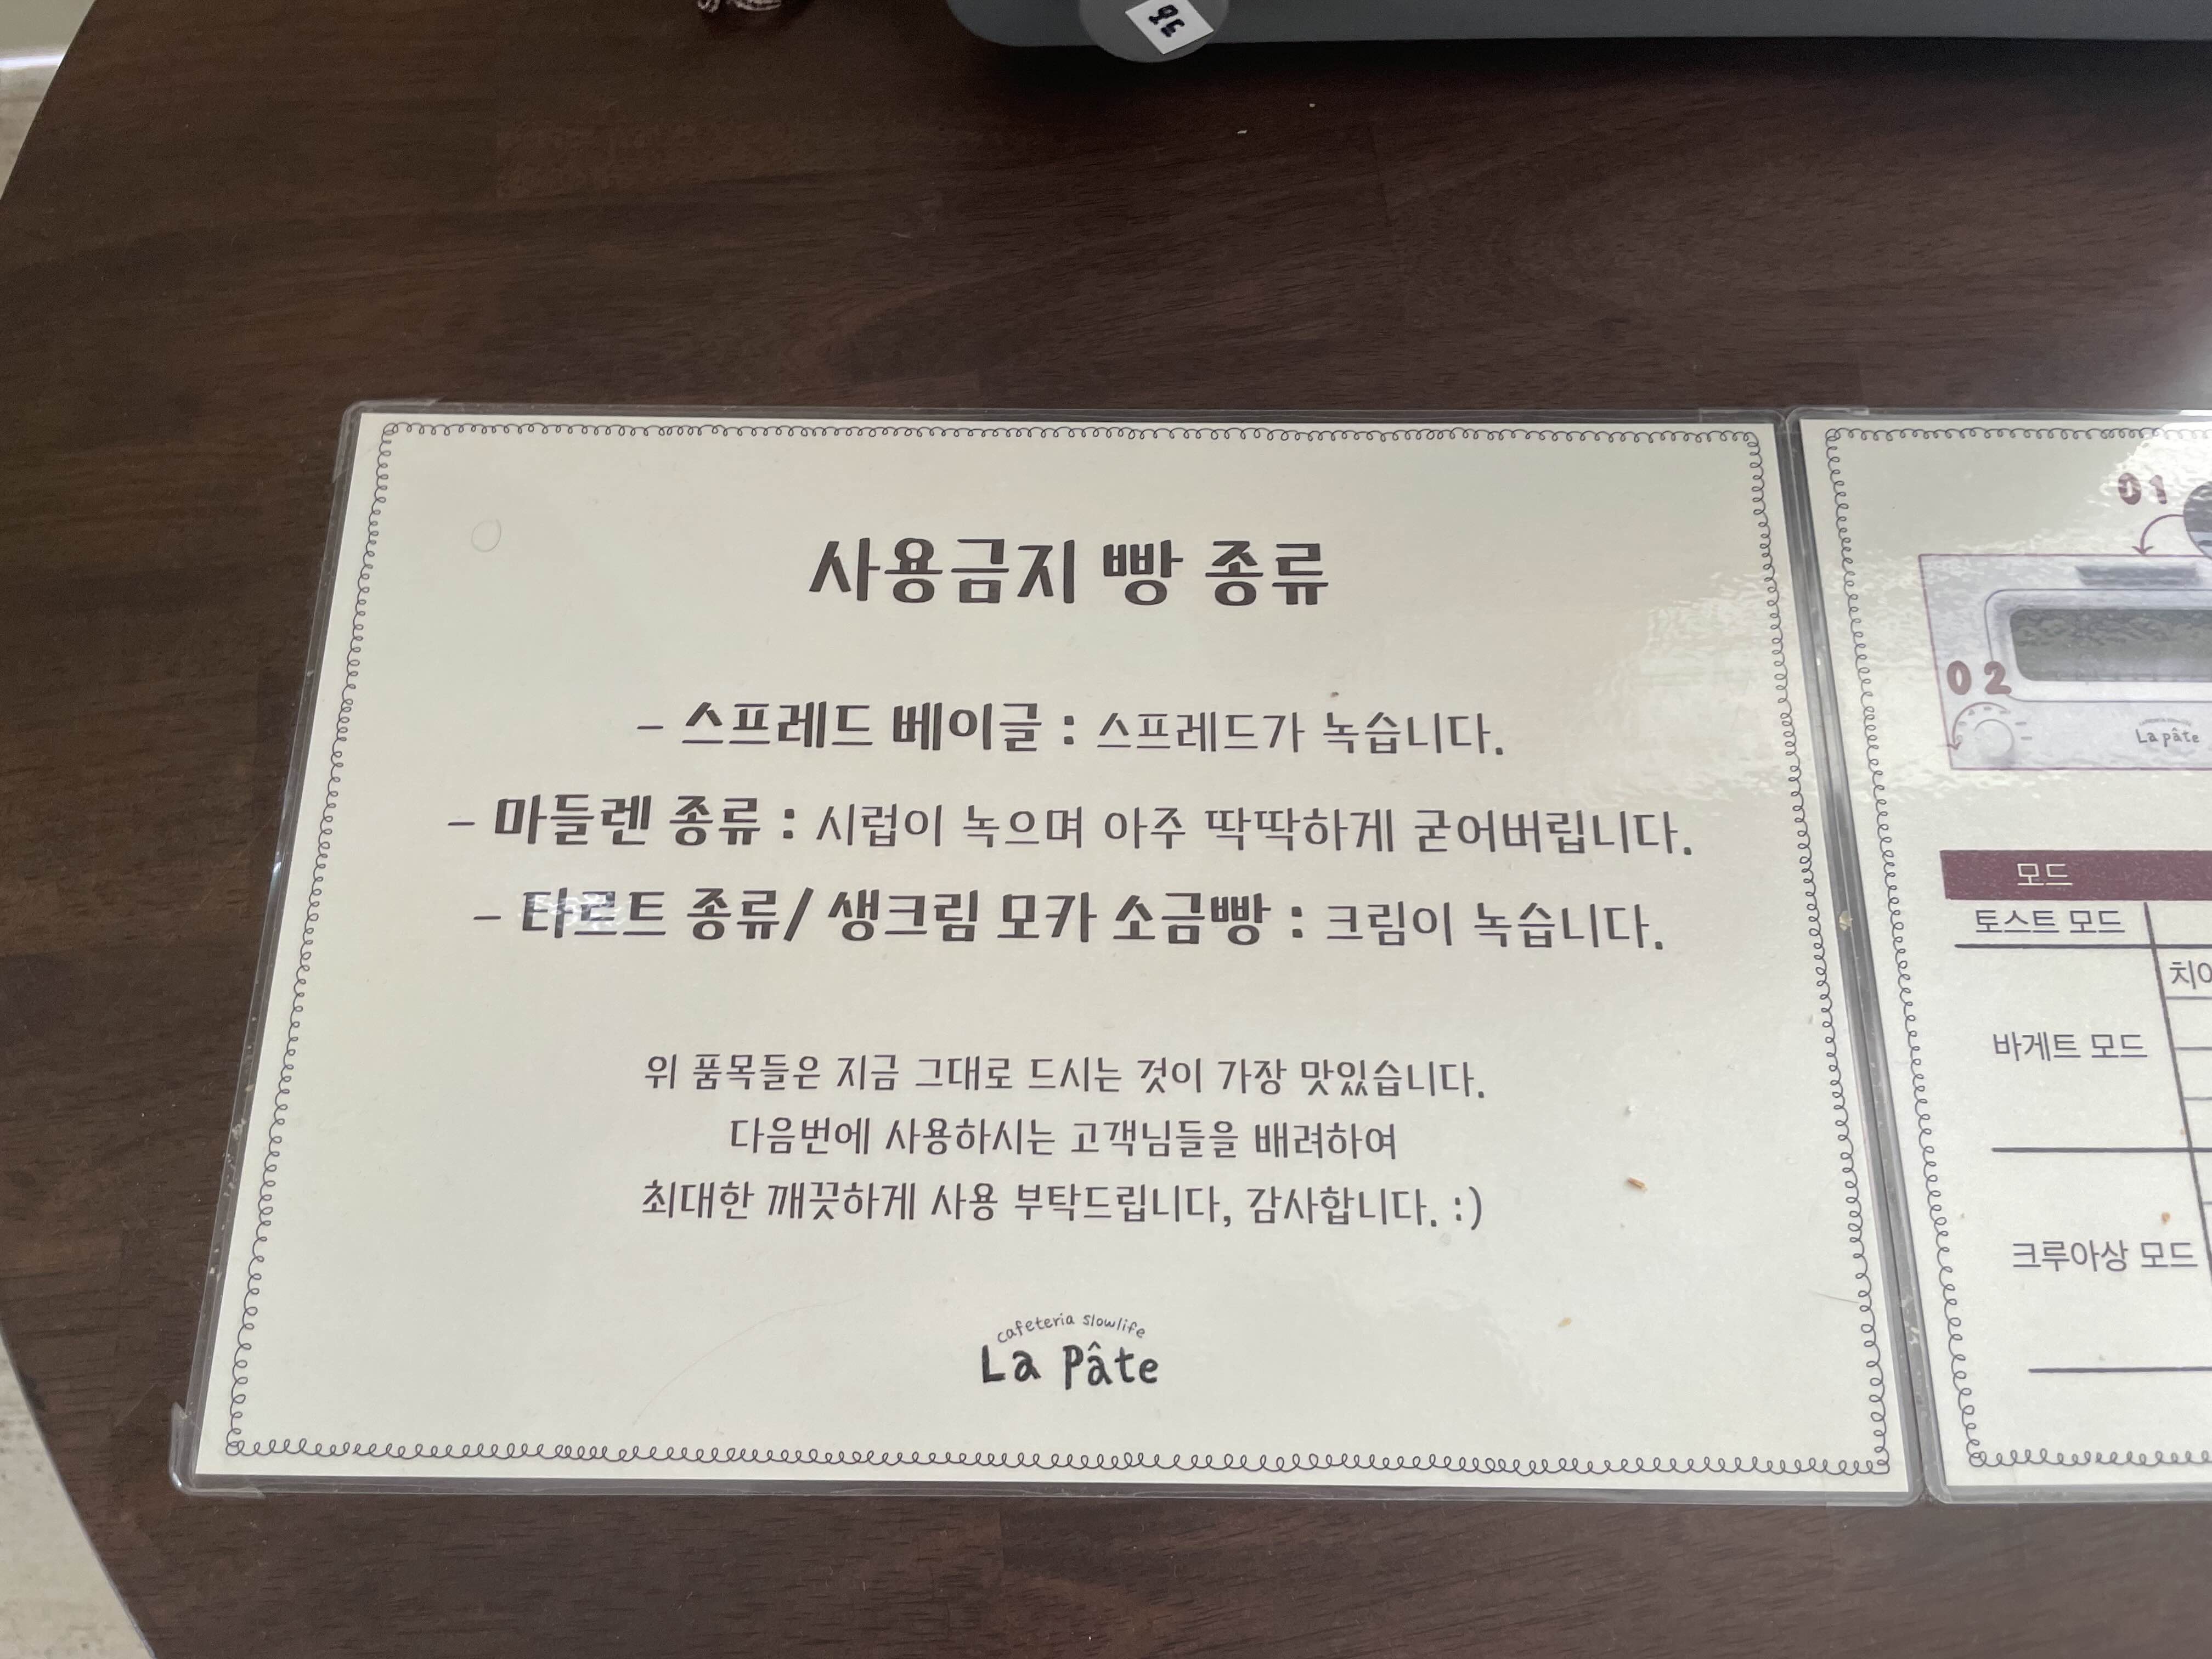 36
사용금지 빵 종류
- 스프레드 베이글 : 스프레드가 녹습니다.
- 마들렌 종류 : 시럽이 녹으며 아주 딱딱하게 굳어버립니다.
- 타르트 종류/ 생크림 모카 소금빵 : 크림이 녹습니다.
위 품목들은 지금 그대로 드시는 것이 가장 맛있습니다.
다음번에 사용하시는 고객님들을 배려하여
최대한 깨끗하게 사용 부탁드립니다, 감사합니다. :)
cafeteria slowlife
La Pâte
01
02
La pâte
모드
토스트 모드
바게트 모드
크루아상 모드